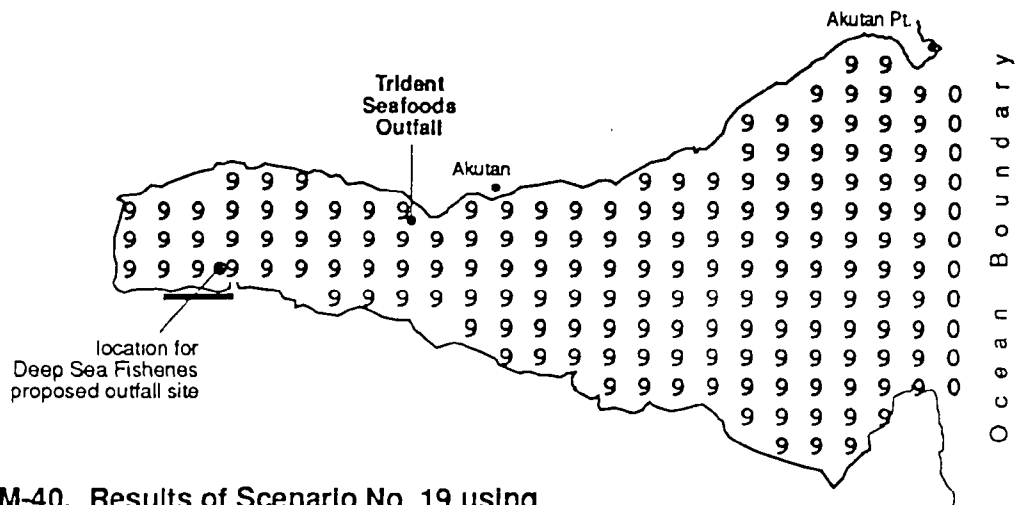 Akutan Pt.
9 9
9 9 9 9 0
Trident
Seafoods
Outfall
9 9 9 9 9 9 0
9 9 9 9 9 9 0
Akutan
9 9 9 9 9 9 9 9 9 9 9 9 0
9 9 9 9 9 9 9 9 9 9 9 9 9 9 9 9 9 9 9 9 9 9 9 0
9 9 9 9 9 9 9 9 9 9 9 9 9 9 9 9 9 9 9 9 9 9 9 9 0
9 9 9 9 9 9 9 9 9 9 9 9 9 9 9 9 9 9 9 9 9 9 9 9 0
9 9 9 9 9 9 9 9 9 9 9 9 9 9 9 9 9 9 0
9 9 9 9 9 9 9 9 9 9 9 9 9 9 0
9 9 9 9 9 9 9 9 9 9 9 9 9 0
9 9 9 9 9 9 9 9 9 9 0
9 9 9 9 9
9 9 9
Ocean Boundary
location for
Deep Sea Fisheries
proposed outfall site
M-40. Results of Scenario No. 19 using